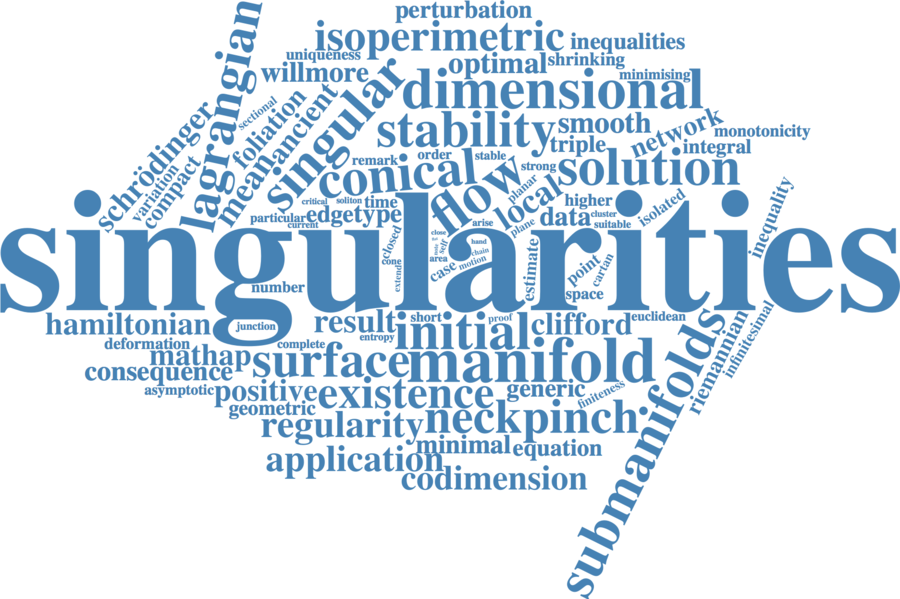 perturbation
isoperimetric
inequalities
uniqueness
willmore
optimal
shrinking
minimising
dimensional
lagrangian
sectional
foliation
ancient
mean
singular
schrödinger
variation
compact
stability
smooth
triple
network
monotonicity
integral
remark
order
stable
strong
solution
conical
flow
planar
local
critical
soliton
time
particular
current
edgetype
higher
data
cluster
suitable
isolated
inequality
arise
plane
close
self
hand
chain
motion
area
case
closed
cone
extend
estimate
point
cartan
space
singularities
number
hamiltonian
junction
result
short
proof
initial
clifford
euclidean
entropy
deformation
mathap
complete
surface
manifold
consequence
asymptotic
positive
existence
generic
finiteness
geometric
regularity
neckpinch
riemannian
infinitesimal
submanifolds
minimal
equation
application
codimension